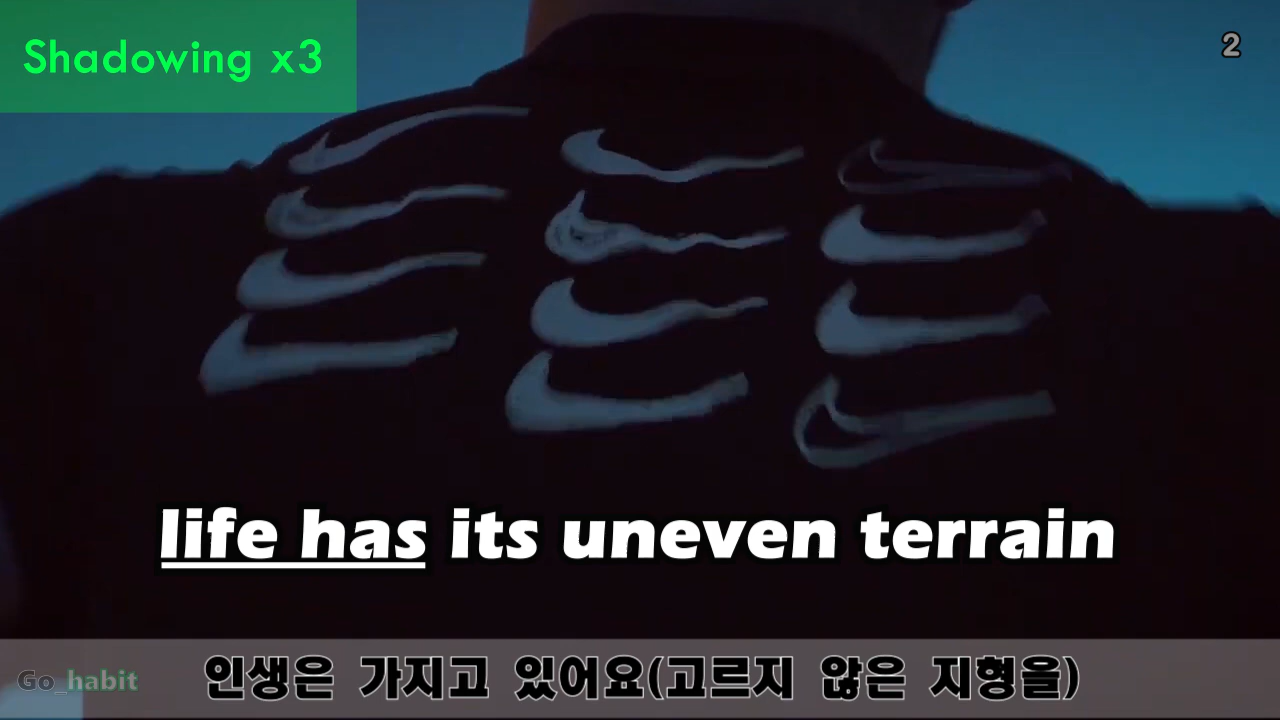 Shadowing x3
2
life has its uneven terrain
인생은 가지고 있어요(고르지 않은 지형을)
Go_habit